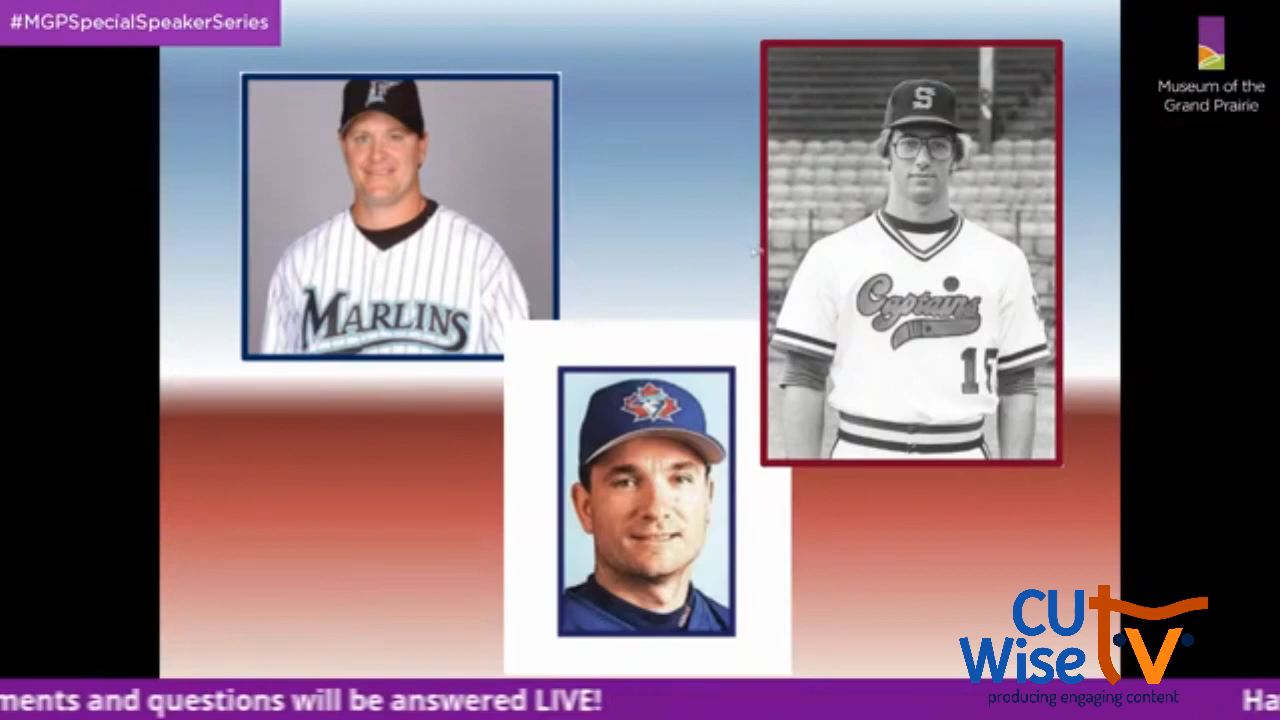 #MGPSpecialSpeakerSeries
Museum of the
Grand Prairie
F
S
MARLINS
Captains
CU
tv
Wise
producing engaging content
ments and questions will be answered LIVE!
Ha